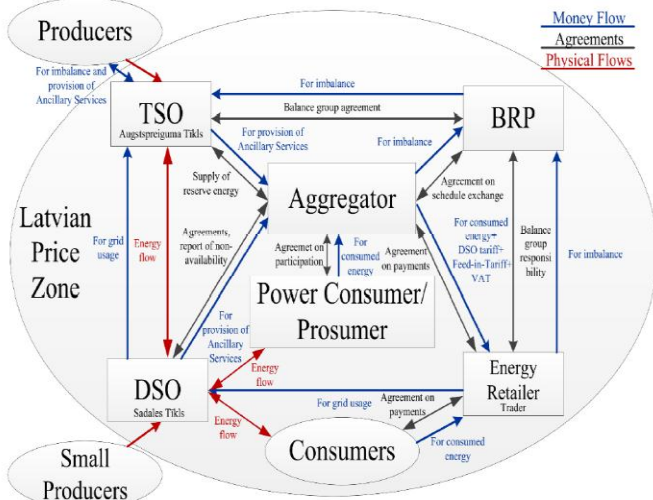 Producers
Money Flow
Agreements
Physical Flows
For imbalance and
provision of
Ancillary Services
TSO
Augstspreiguma Tikls
For imbalance
Balance group agreement
BRP
For provision of
Ancillary Services
For imbalance
Supply of
reserve energy
Agreement on
schedule exchange
Aggregator
Latvian
Price
Zone
For grid
usage
Energy
flow
Agreements,
report of non-
availability
Agreemet on
participation
For
consumed
energy
Agreement on
payments
For consumed
energy+
DSO tariff+
Feed-in-Tariff+
VAT
Balance
group
responsi
bility
For imbalance
Power Consumer/
Prosumer
For
provision of
Ancillary
Services
Energy
flow
DSO
Sadales Tikls
Energy
Retailer
Trader
For grid usage
Agreement on
payments
Energy
flow
Consumers
For consumed
energy
Small
Producers